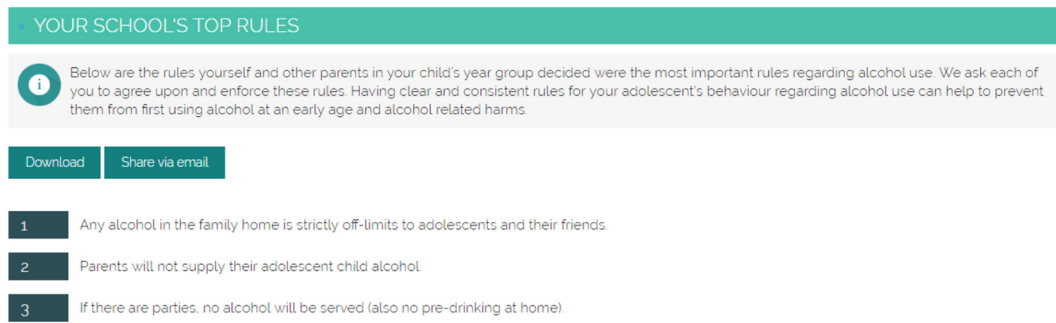 YOUR SCHOOL'S TOP RULES
Below are the rules yourself and other parents in your child's year group decided were the most important rules regarding alcohol use. We ask each of
you to agree upon and enforce these rules. Having clear and consistent rules for your adolescent's behaviour regarding alcohol use can help to prevent
them from first using alcohol at an early age and alcohol related harms.
Download Share via email
1 Any alcohol in the family home is strictly off-limits to adolescents and their friends.
2 Parents will not supply their adolescent child alcohol.
3 If there are parties, no alcohol will be served (also no pre-drinking at home).